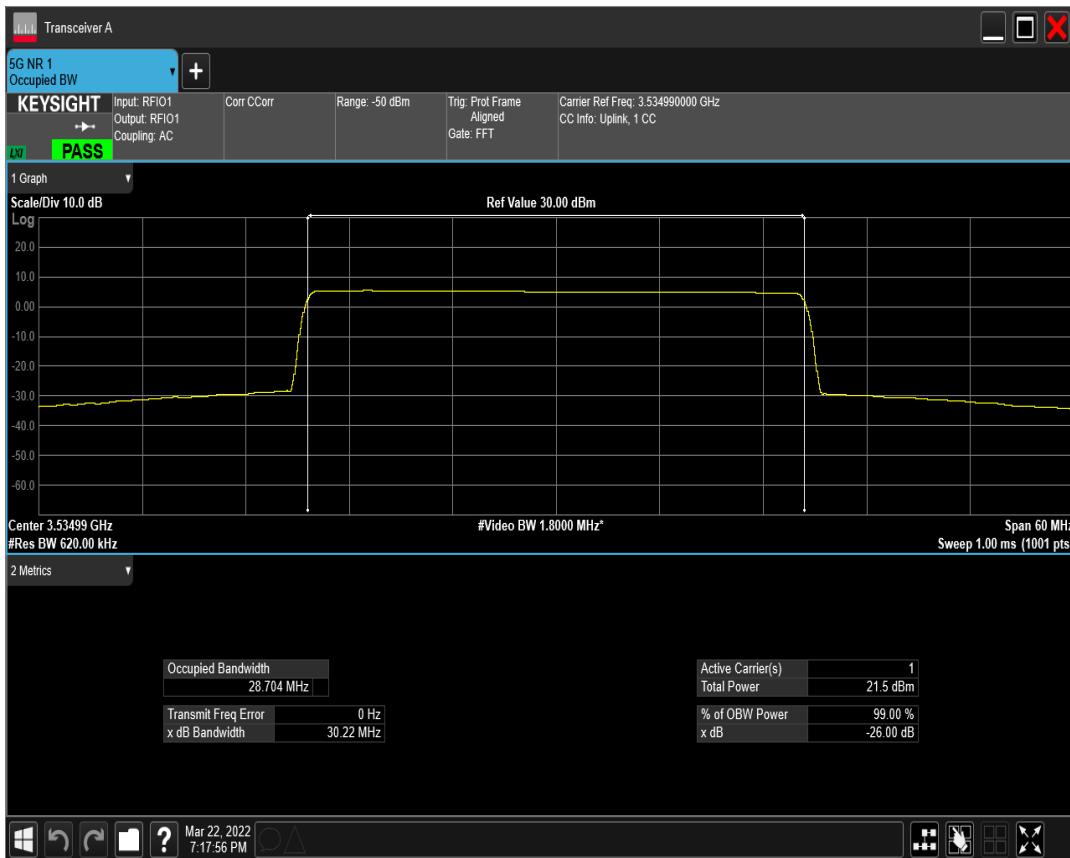 Transceiver A
5G NR 1
Occupied BW
KEYSIGHT
LXI
PASS
Input: RFIO1
Output: RFIO1
Coupling: AC
Corr CCorr
Range: -50 dBm
Trig: Prot Frame
Aligned
Gate: FFT
Carrier Ref Freq: 3.534990000 GHz
CC Info: Uplink, 1 CC
1 Graph
Scale/Div 10.0 dB
Ref Value 30.00 dBm
Log
20.0
10.0
0.00
-10.0
-20.0
-30.0
-40.0
-50.0
-60.0
Center 3.53499 GHz
#Video BW 1.8000 MHz*
Span 60 MHz
#Res BW 620.00 kHz
Sweep 1.00 ms (1001 pts
2 Metrics
Occupied Bandwidth
28.704 MHz
Transmit Freq Error 0 Hz
x dB Bandwidth 30.22 MHz
Active Carrier(s) 1
Total Power 21.5 dBm
% of OBW Power 99.00 %
x dB -26.00 dB
?
Mar 22, 2022
7:17:56 PM